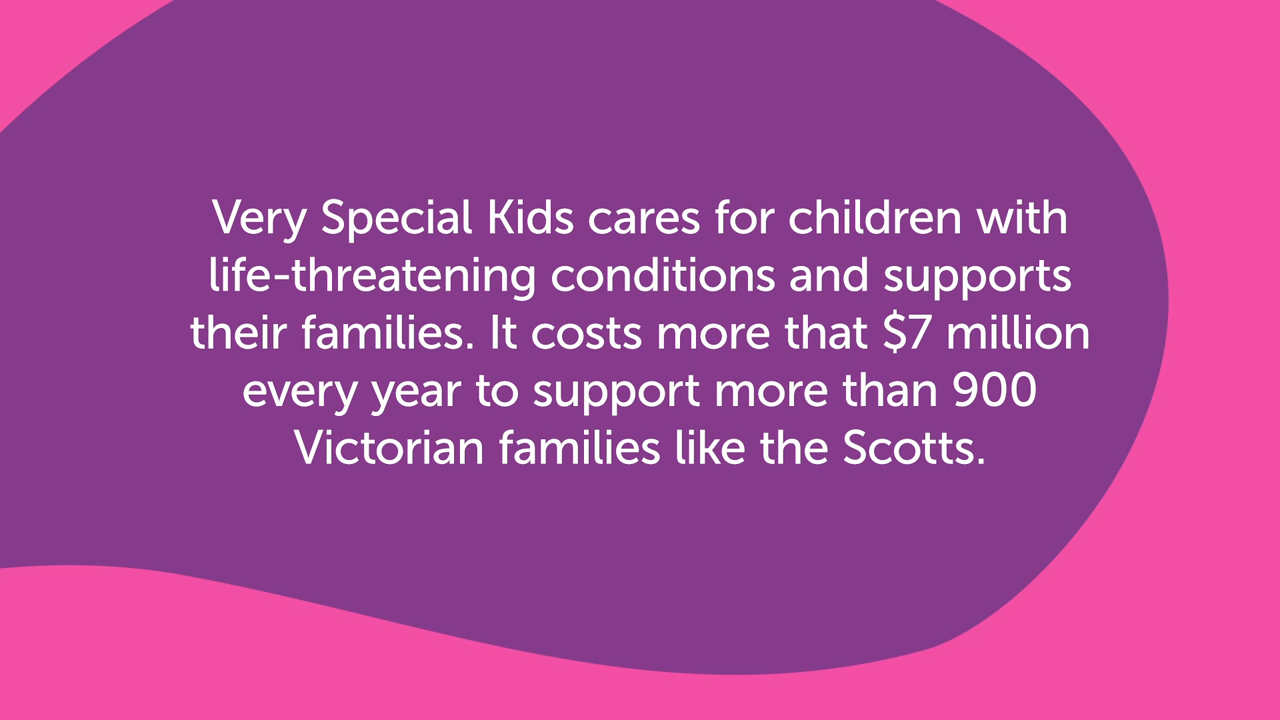 Very Special Kids cares for children with
life-threatening conditions and supports
their families. It costs more that $7 million
every year to support more than 900
Victorian families like the Scotts.